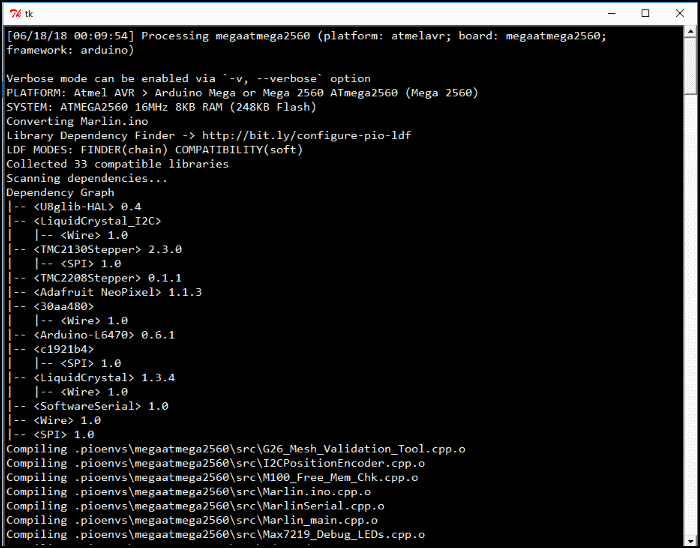 tk
[06/18/18 00:09:54] Processing megaatmega2560 (platform: atmelavr; board: megaatmega2560;
framework: arduino)
Verbose mode can be enabled via `-v, --verbose` option
PLATFORM: Atmel AVR > Arduino Mega or Mega 2560 ATmega2560 (Mega 2560)
SYSTEM: ATMEGA2560 16MHz 8KB RAM (248KB Flash)
Converting Marlin.ino
Library Dependency Finder -> http://bit.ly/configure-pio-ldf
LDF MODES: FINDER(chain) COMPATIBILITY(soft)
Collected 33 compatible libraries
Scanning dependencies...
Dependency Graph
|-- <U8glib-HAL> 0.4
|-- <LiquidCrystal_I2C>
|   |-- <Wire> 1.0
|-- <TMC2130Stepper> 2.3.0
|   |-- <SPI> 1.0
|-- <TMC2208Stepper> 0.1.1
|-- <Adafruit NeoPixel> 1.1.3
|-- <30aa480>
|   |-- <Wire> 1.0
|-- <Arduino-L6470> 0.6.1
|-- <c1921b4>
|   |-- <SPI> 1.0
|-- <LiquidCrystal> 1.3.4
|   |-- <Wire> 1.0
|-- <SoftwareSerial> 1.0
|-- <Wire> 1.0
|-- <SPI> 1.0
Compiling .pioenvs\megaatmega2560\src\G26_Mesh_Validation_Tool.cpp.o
Compiling .pioenvs\megaatmega2560\src\I2CPositionEncoder.cpp.o
Compiling .pioenvs\megaatmega2560\src\M100_Free_Mem_Chk.cpp.o
Compiling .pioenvs\megaatmega2560\src\Marlin.ino.cpp.o
Compiling .pioenvs\megaatmega2560\src\MarlinSerial.cpp.o
Compiling .pioenvs\megaatmega2560\src\Marlin_main.cpp.o
Compiling .pioenvs\megaatmega2560\src\Max7219_Debug_LEDs.cpp.o